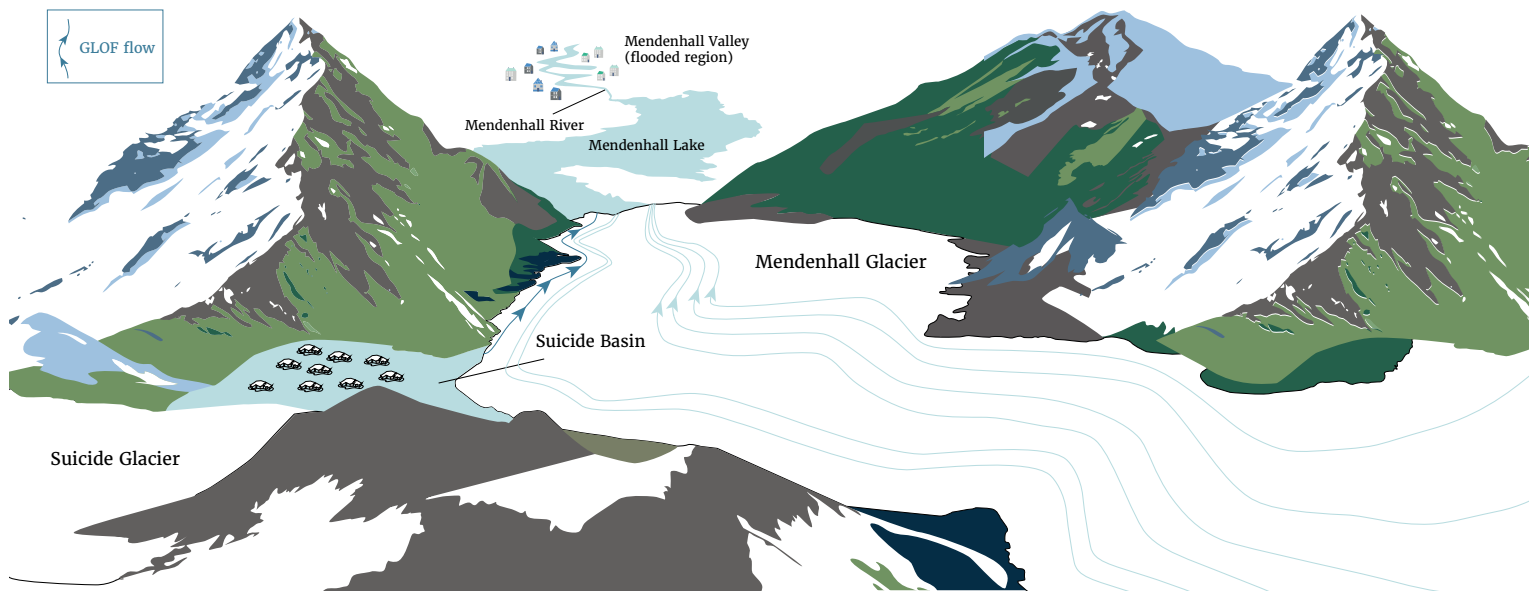 GLOF flow
Mendenhall Valley
(flooded region)
Mendenhall River
Mendenhall Lake
Mendenhall Glacier
Suicide Basin
Suicide Glacier